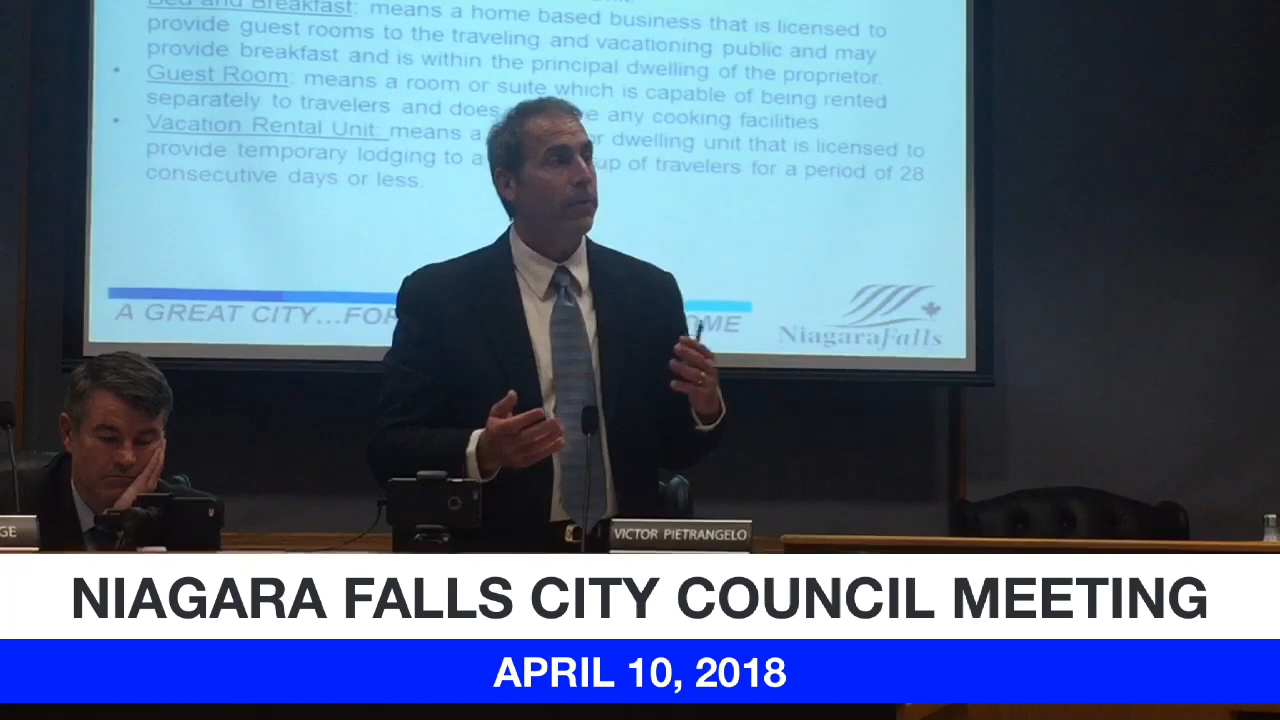 Bed and Breakfast: means a home based business that is licensed to
provide guest rooms to the traveling and vacationing public and may
provide breakfast and is within the principal dwelling of the proprietor.
• Guest Room: means a room or suite which is capable of being rented
separately to travelers and does e any cooking facilities
• Vacation Rental Unit: means a or dwelling unit that is licensed to
provide temporary lodging to a up of travelers for a period of 28
consecutive days or less.
A GREAT CITY...FOR OME
NiagaraFalls
GE
VICTOR PIETRANGELO
NIAGARA FALLS CITY COUNCIL MEETING
APRIL 10, 2018